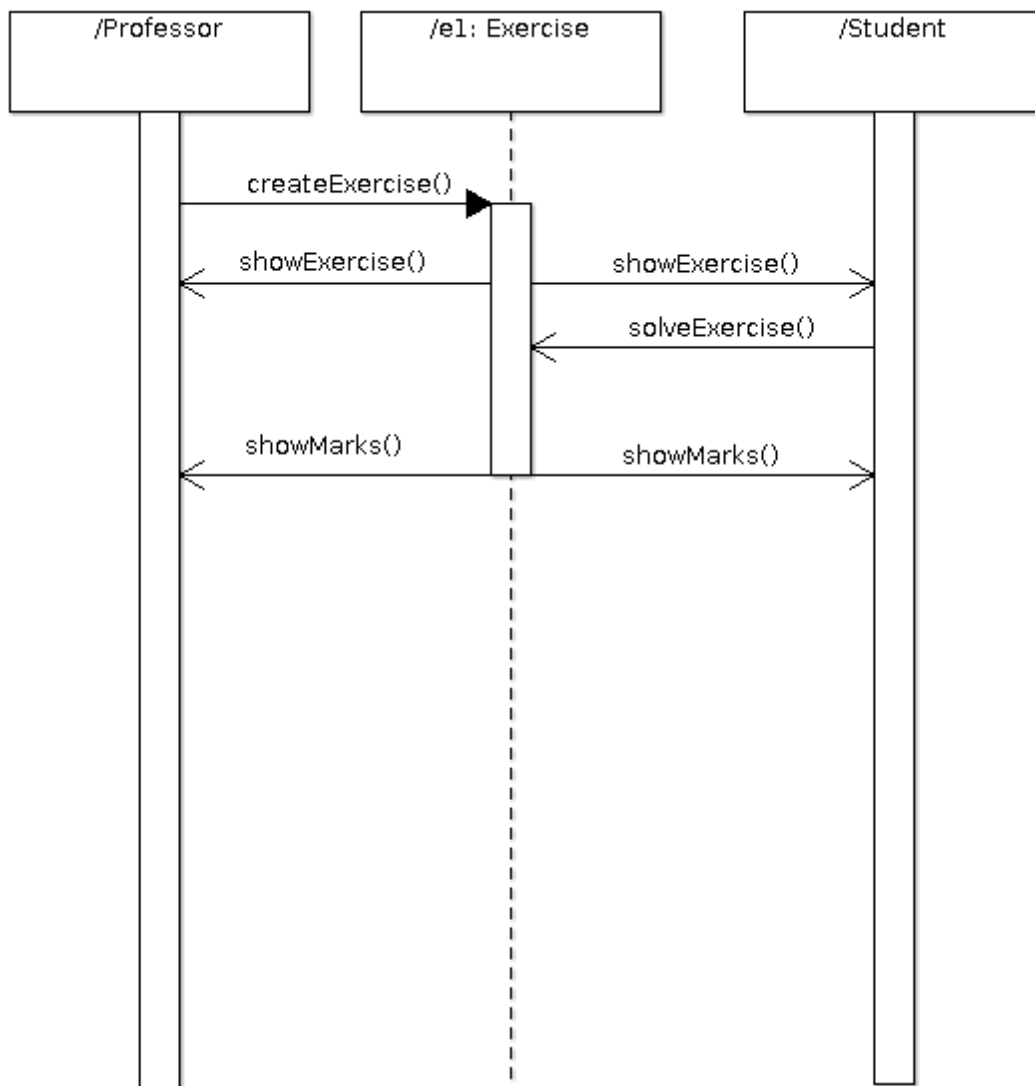 /Professor
/e1: Exercise
/Student
createExercise()
showExercise()
showExercise()
solveExercise()
showMarks()
showMarks()